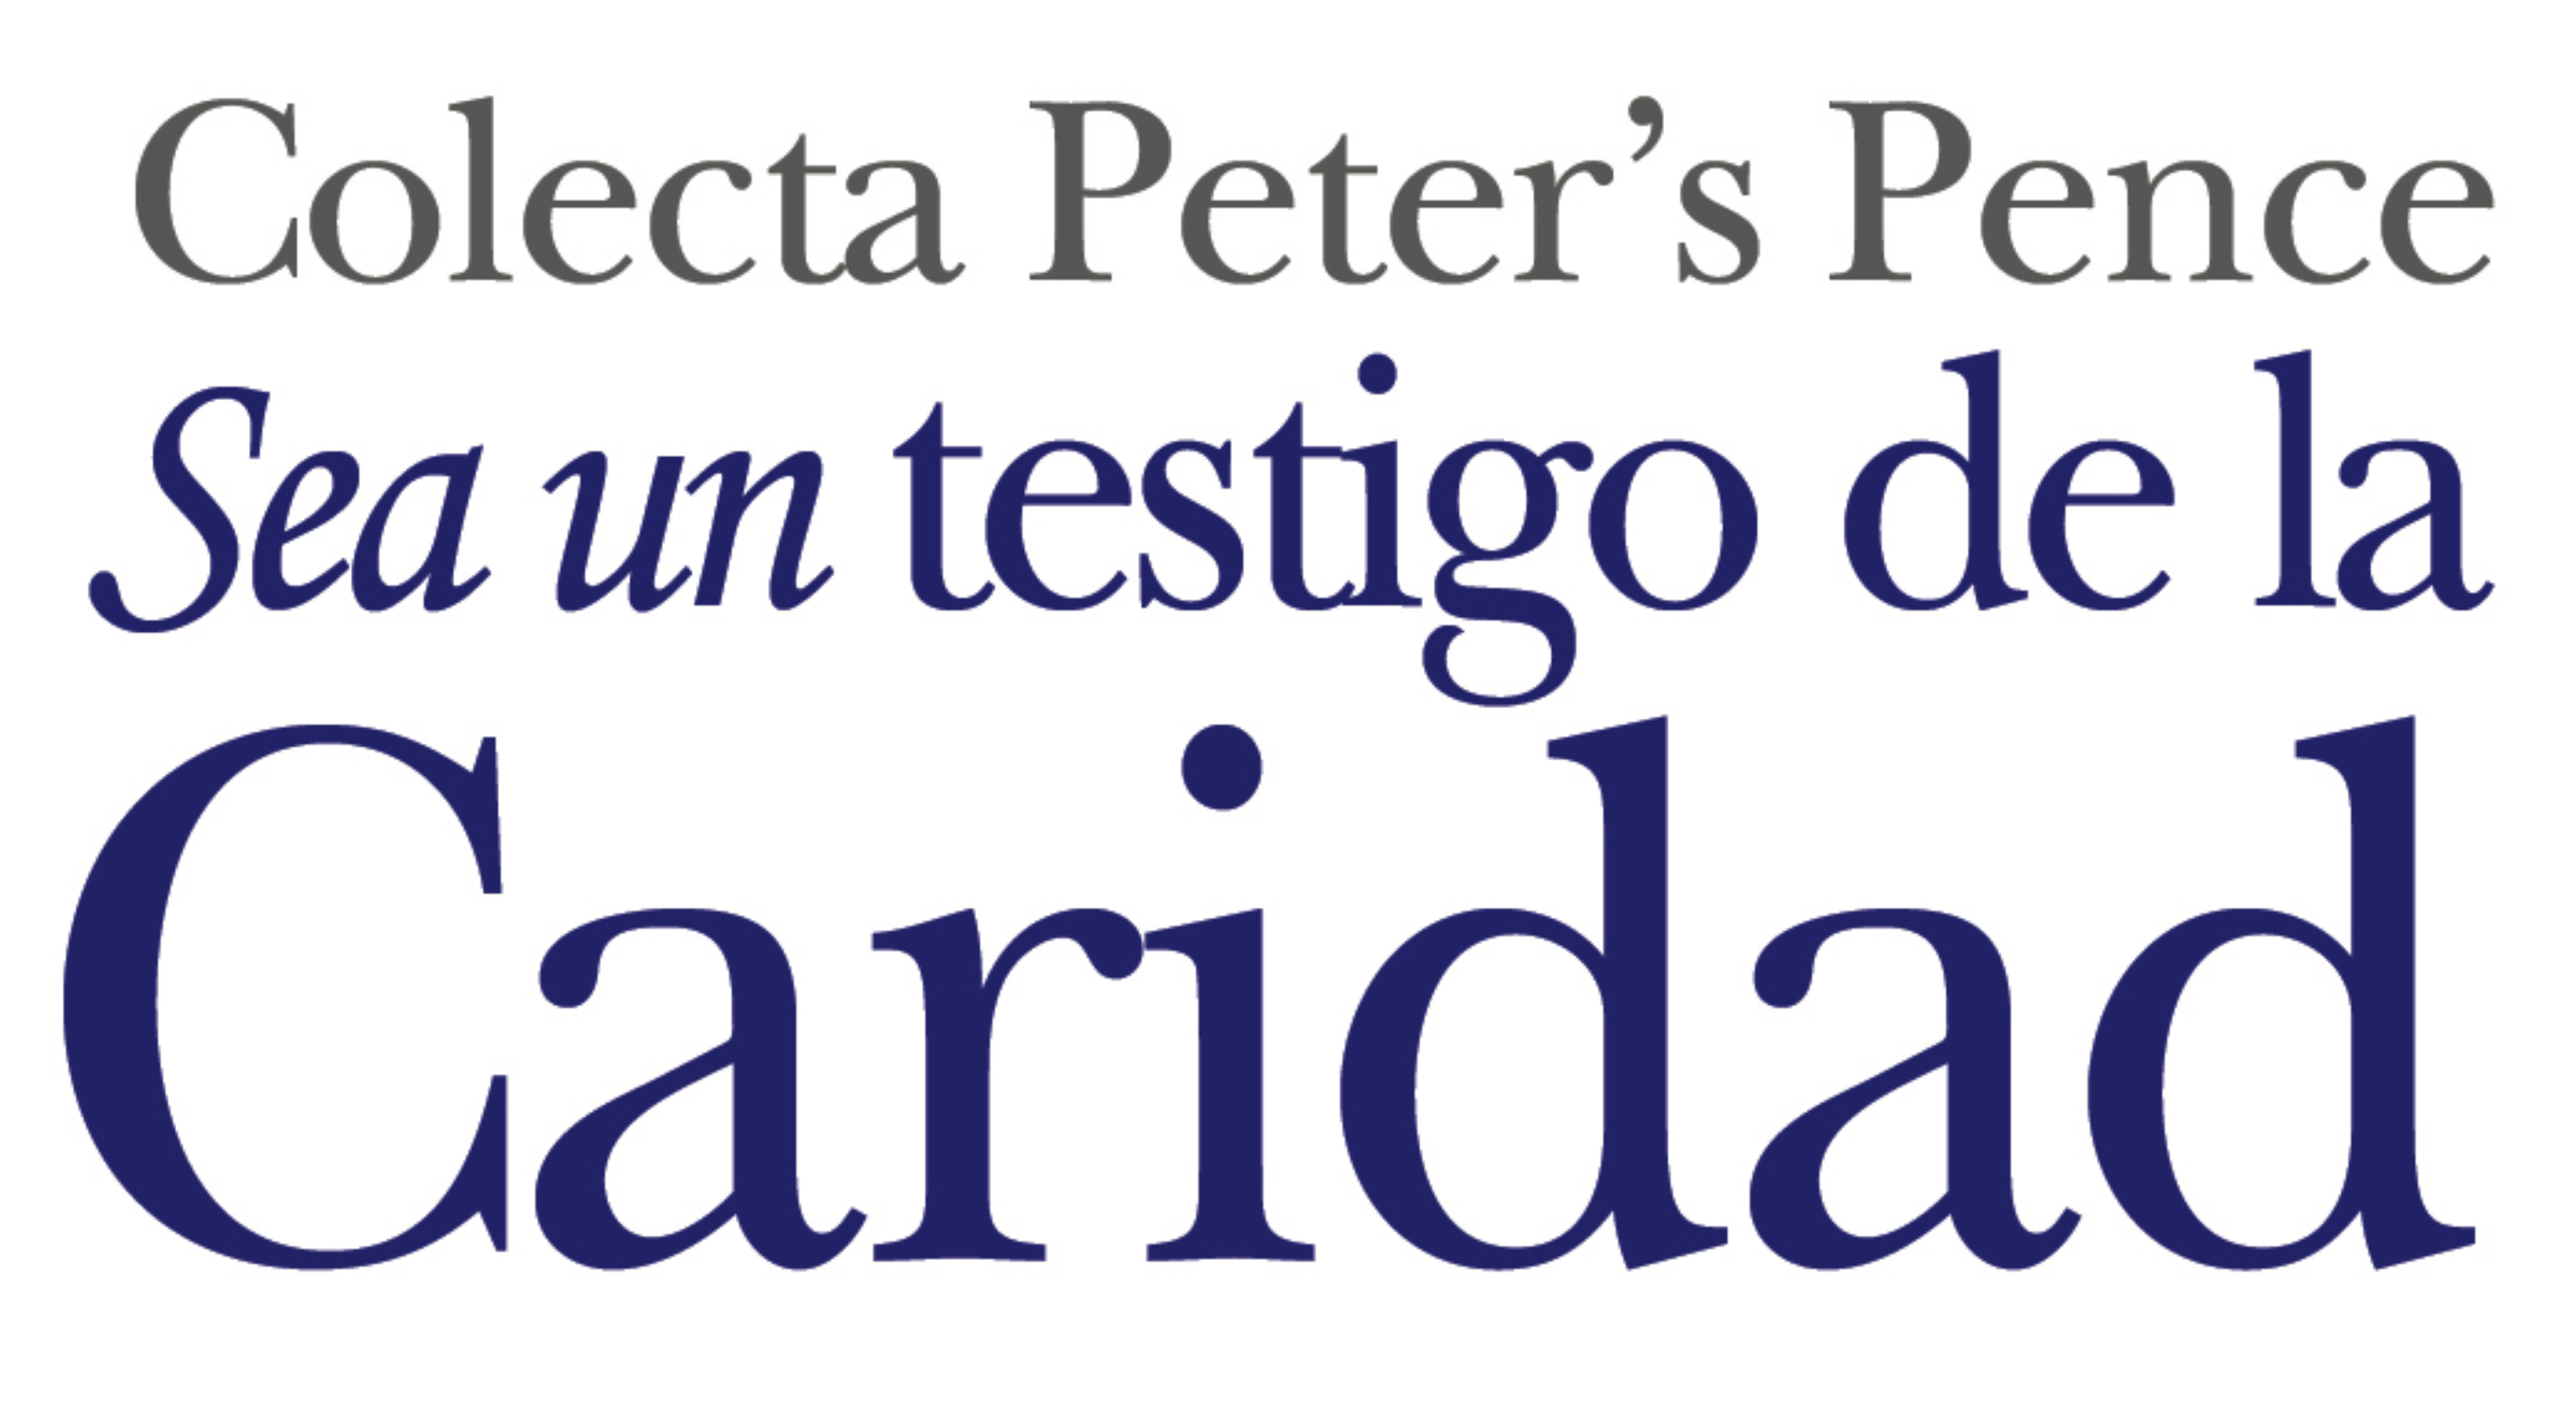 Colecta Peter’s Pence
Sea un testigo de la
Caridad